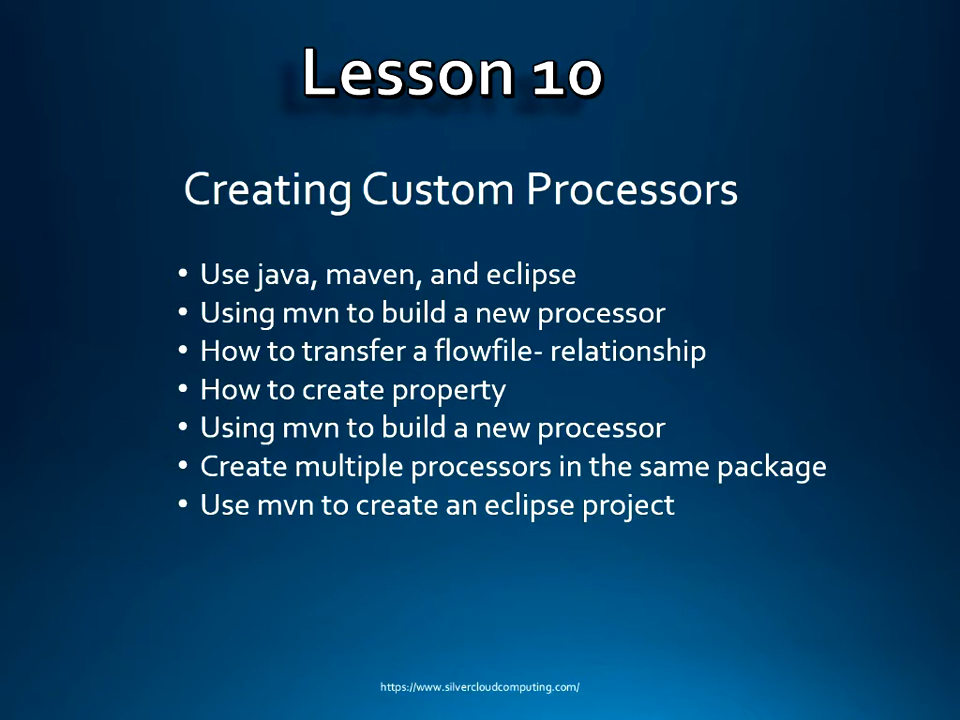 Lesson 10
Creating Custom Processors
• Use java, maven, and eclipse
• Using mvn to build a new processor
• How to transfer a flowfile- relationship
• How to create property
• Using mvn to build a new processor
• Create multiple processors in the same package
• Use mvn to create an eclipse project
https://www.silvercloudcomputing.com/